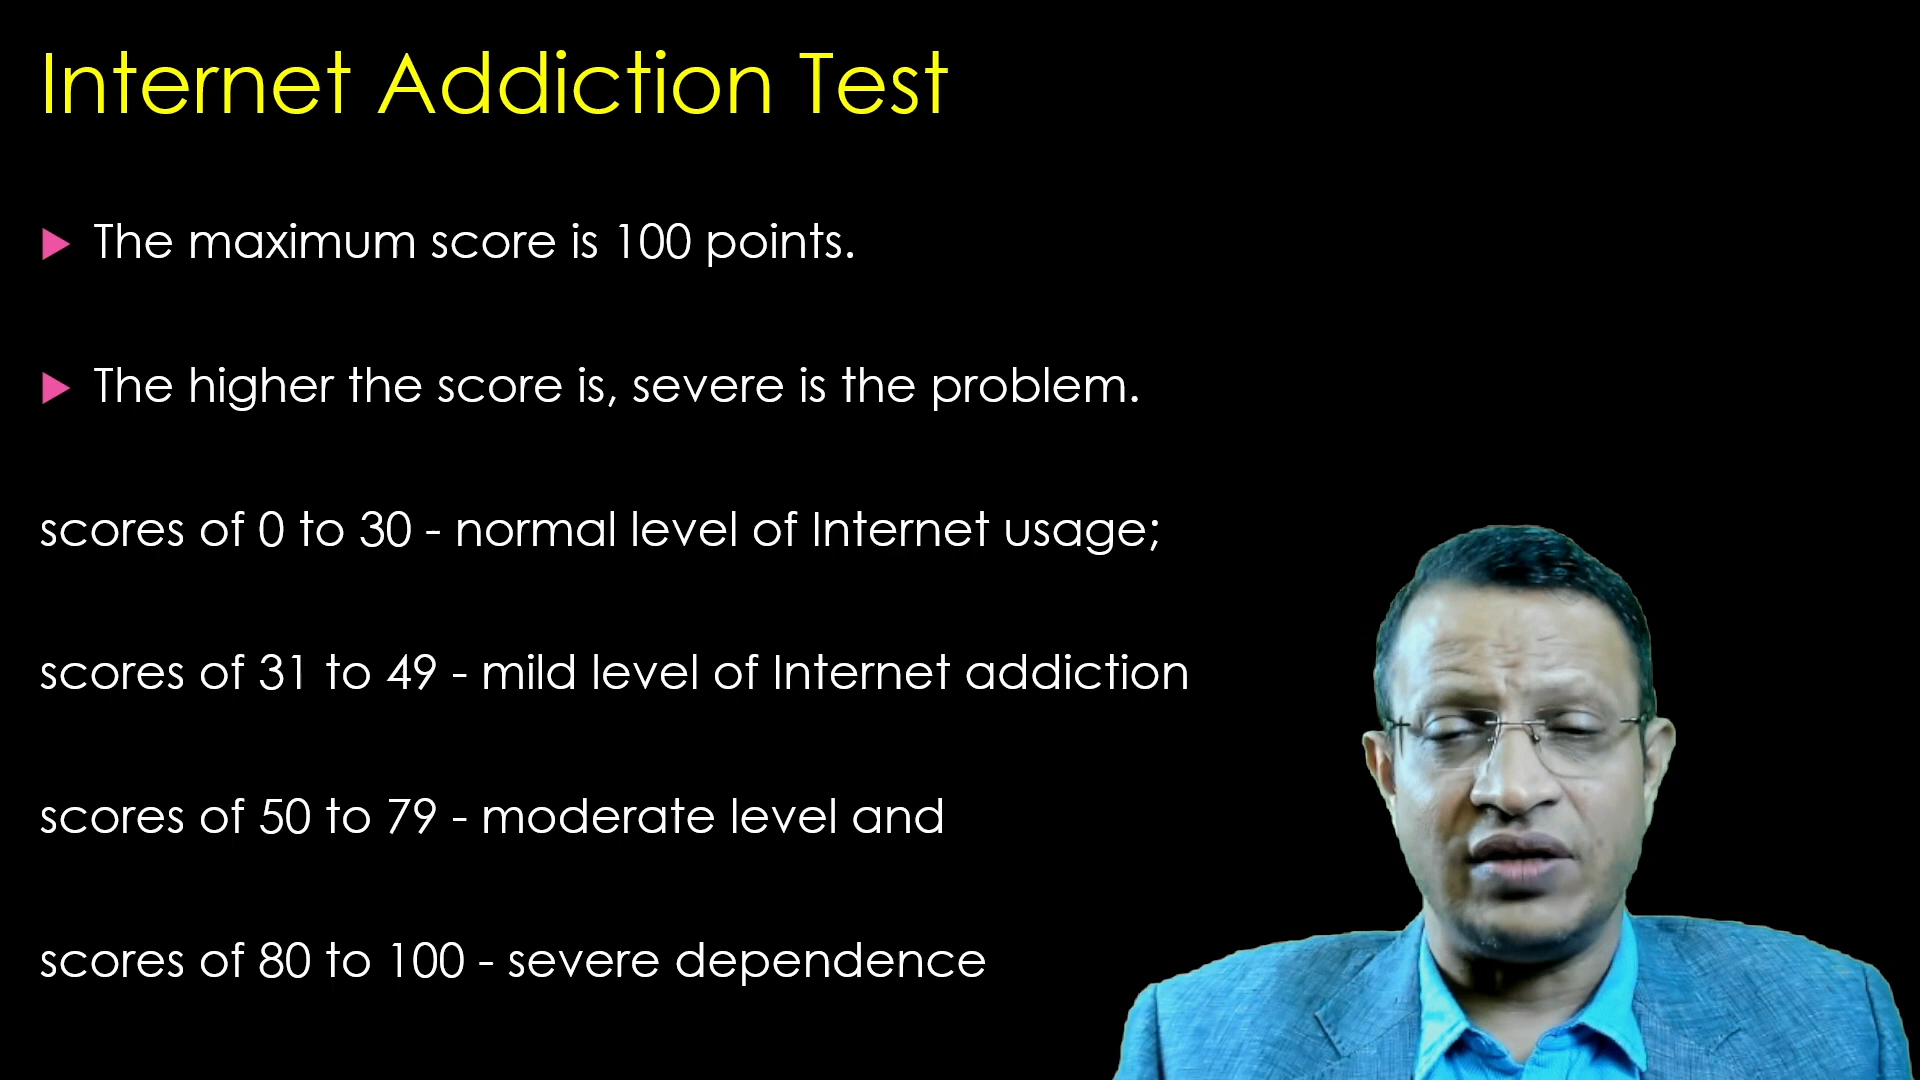 Internet Addiction Test
The maximum score is 100 points.
The higher the score is, severe is the problem.
scores of 0 to 30 - normal level of Internet usage;
scores of 31 to 49 - mild level of Internet addiction
scores of 50 to 79 - moderate level and
scores of 80 to 100 - severe dependence